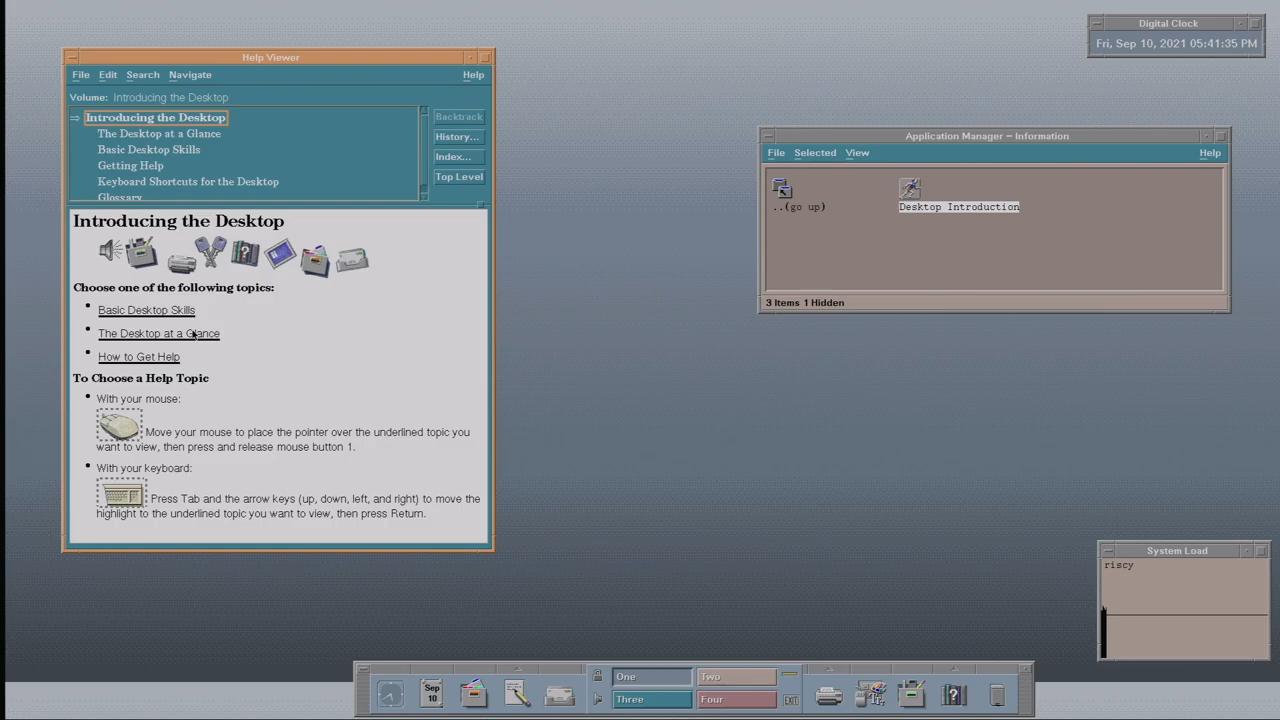 Digital Clock
Fri, Sep 10, 2021 05:41:35 PM
Help Viewer
File Edit Search Navigate Help
Volume: Introducing the Desktop
⇒ Introducing the Desktop
The Desktop at a Glance
Basic Desktop Skills
Getting Help
Keyboard Shortcuts for the Desktop
Glossary
Backtrack
History...
Index...
Top Level
Introducing the Desktop
Choose one of the following topics:
• Basic Desktop Skills
• The Desktop at a Glance
• How to Get Help
To Choose a Help Topic
• With your mouse:
Move your mouse to place the pointer over the underlined topic you
want to view, then press and release mouse button 1.
• With your keyboard:
Press Tab and the arrow keys (up, down, left, and right) to move the
highlight to the underlined topic you want to view, then press Return.
Application Manager – Information
File Selected View Help
..(go up)
Desktop Introduction
3 Items 1 Hidden
System Load
riscy
Sep
10
One
Two
Three
Four
EXIT